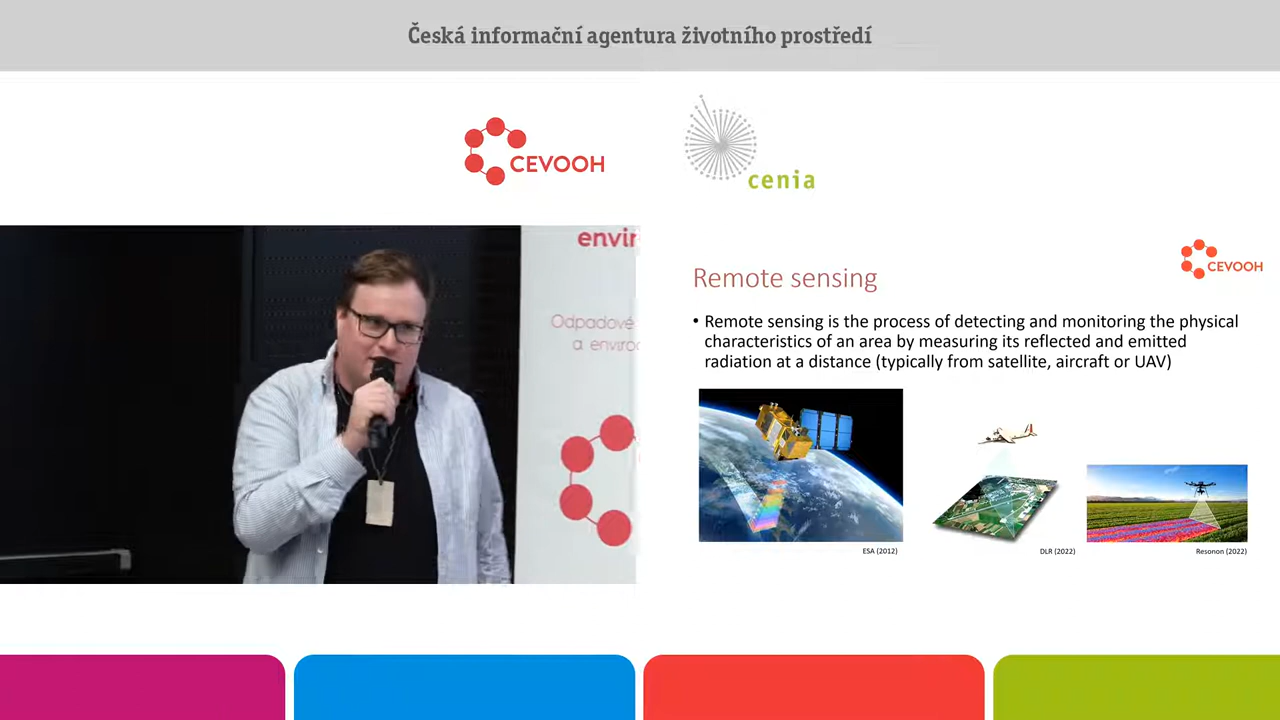 Česká informační agentura životního prostředí
CEVOOH
cenia
envir
Odpadové
a enviro
CEVOOH
Remote sensing
• Remote sensing is the process of detecting and monitoring the physical
characteristics of an area by measuring its reflected and emitted
radiation at a distance (typically from satellite, aircraft or UAV)
ESA (2012)
DLR (2022)
Resonon (2022)